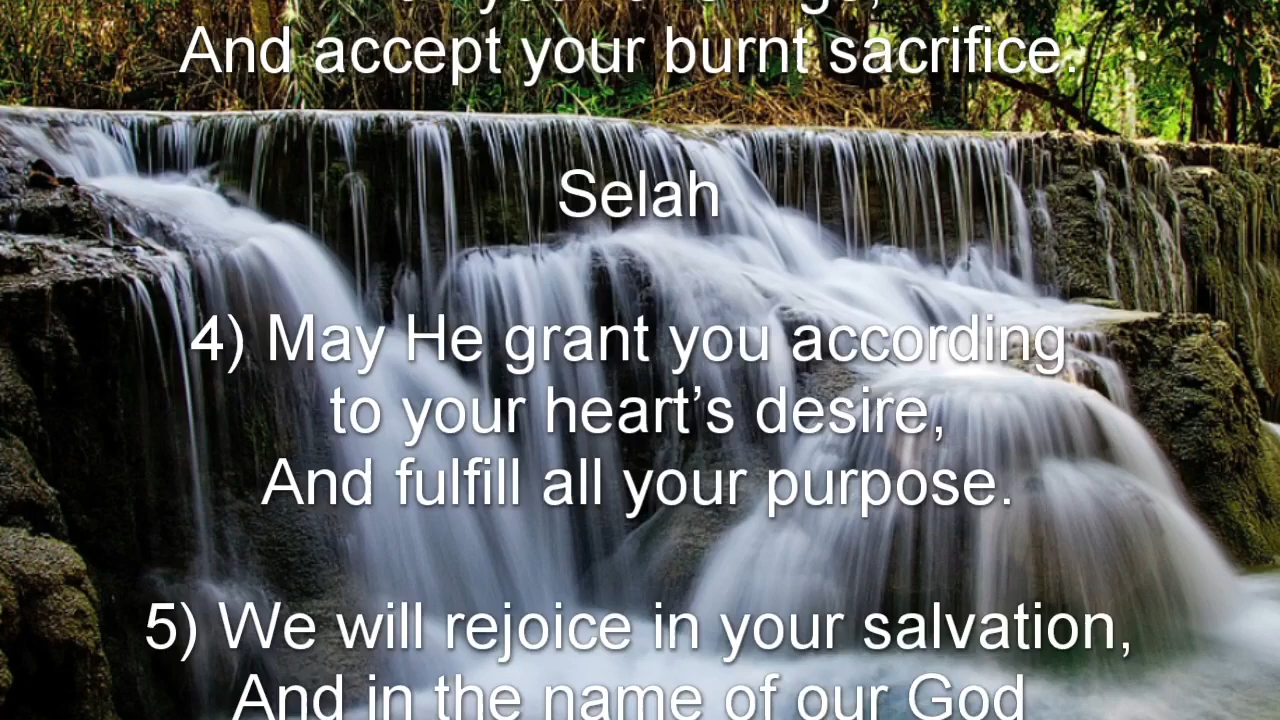 And accept your burnt sacrifice.
Selah
4) May He grant you according
to your heart’s desire,
And fulfill all your purpose.
5) We will rejoice in your salvation,
And in the name of our God